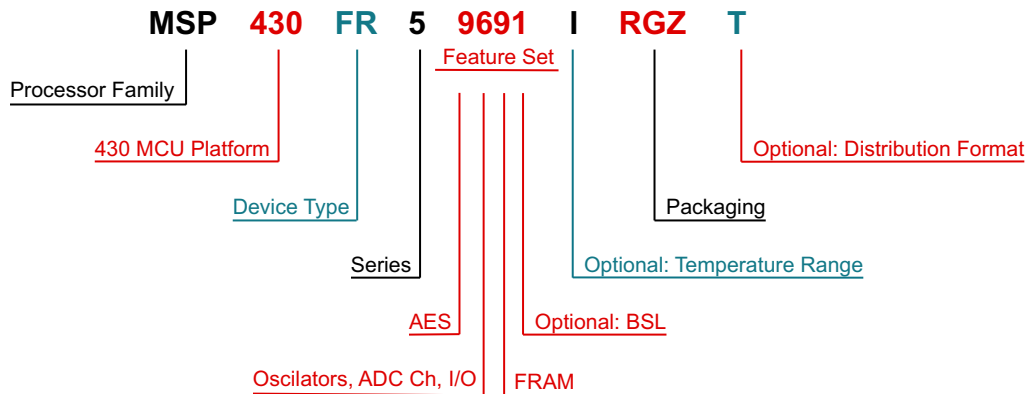 MSP 430 FR 5 9691 I RGZ T
Feature Set
Processor Family
430 MCU Platform
Optional: Distribution Format
Device Type
Packaging
Series
Optional: Temperature Range
AES
Optional: BSL
Oscilators, ADC Ch, I/O
FRAM